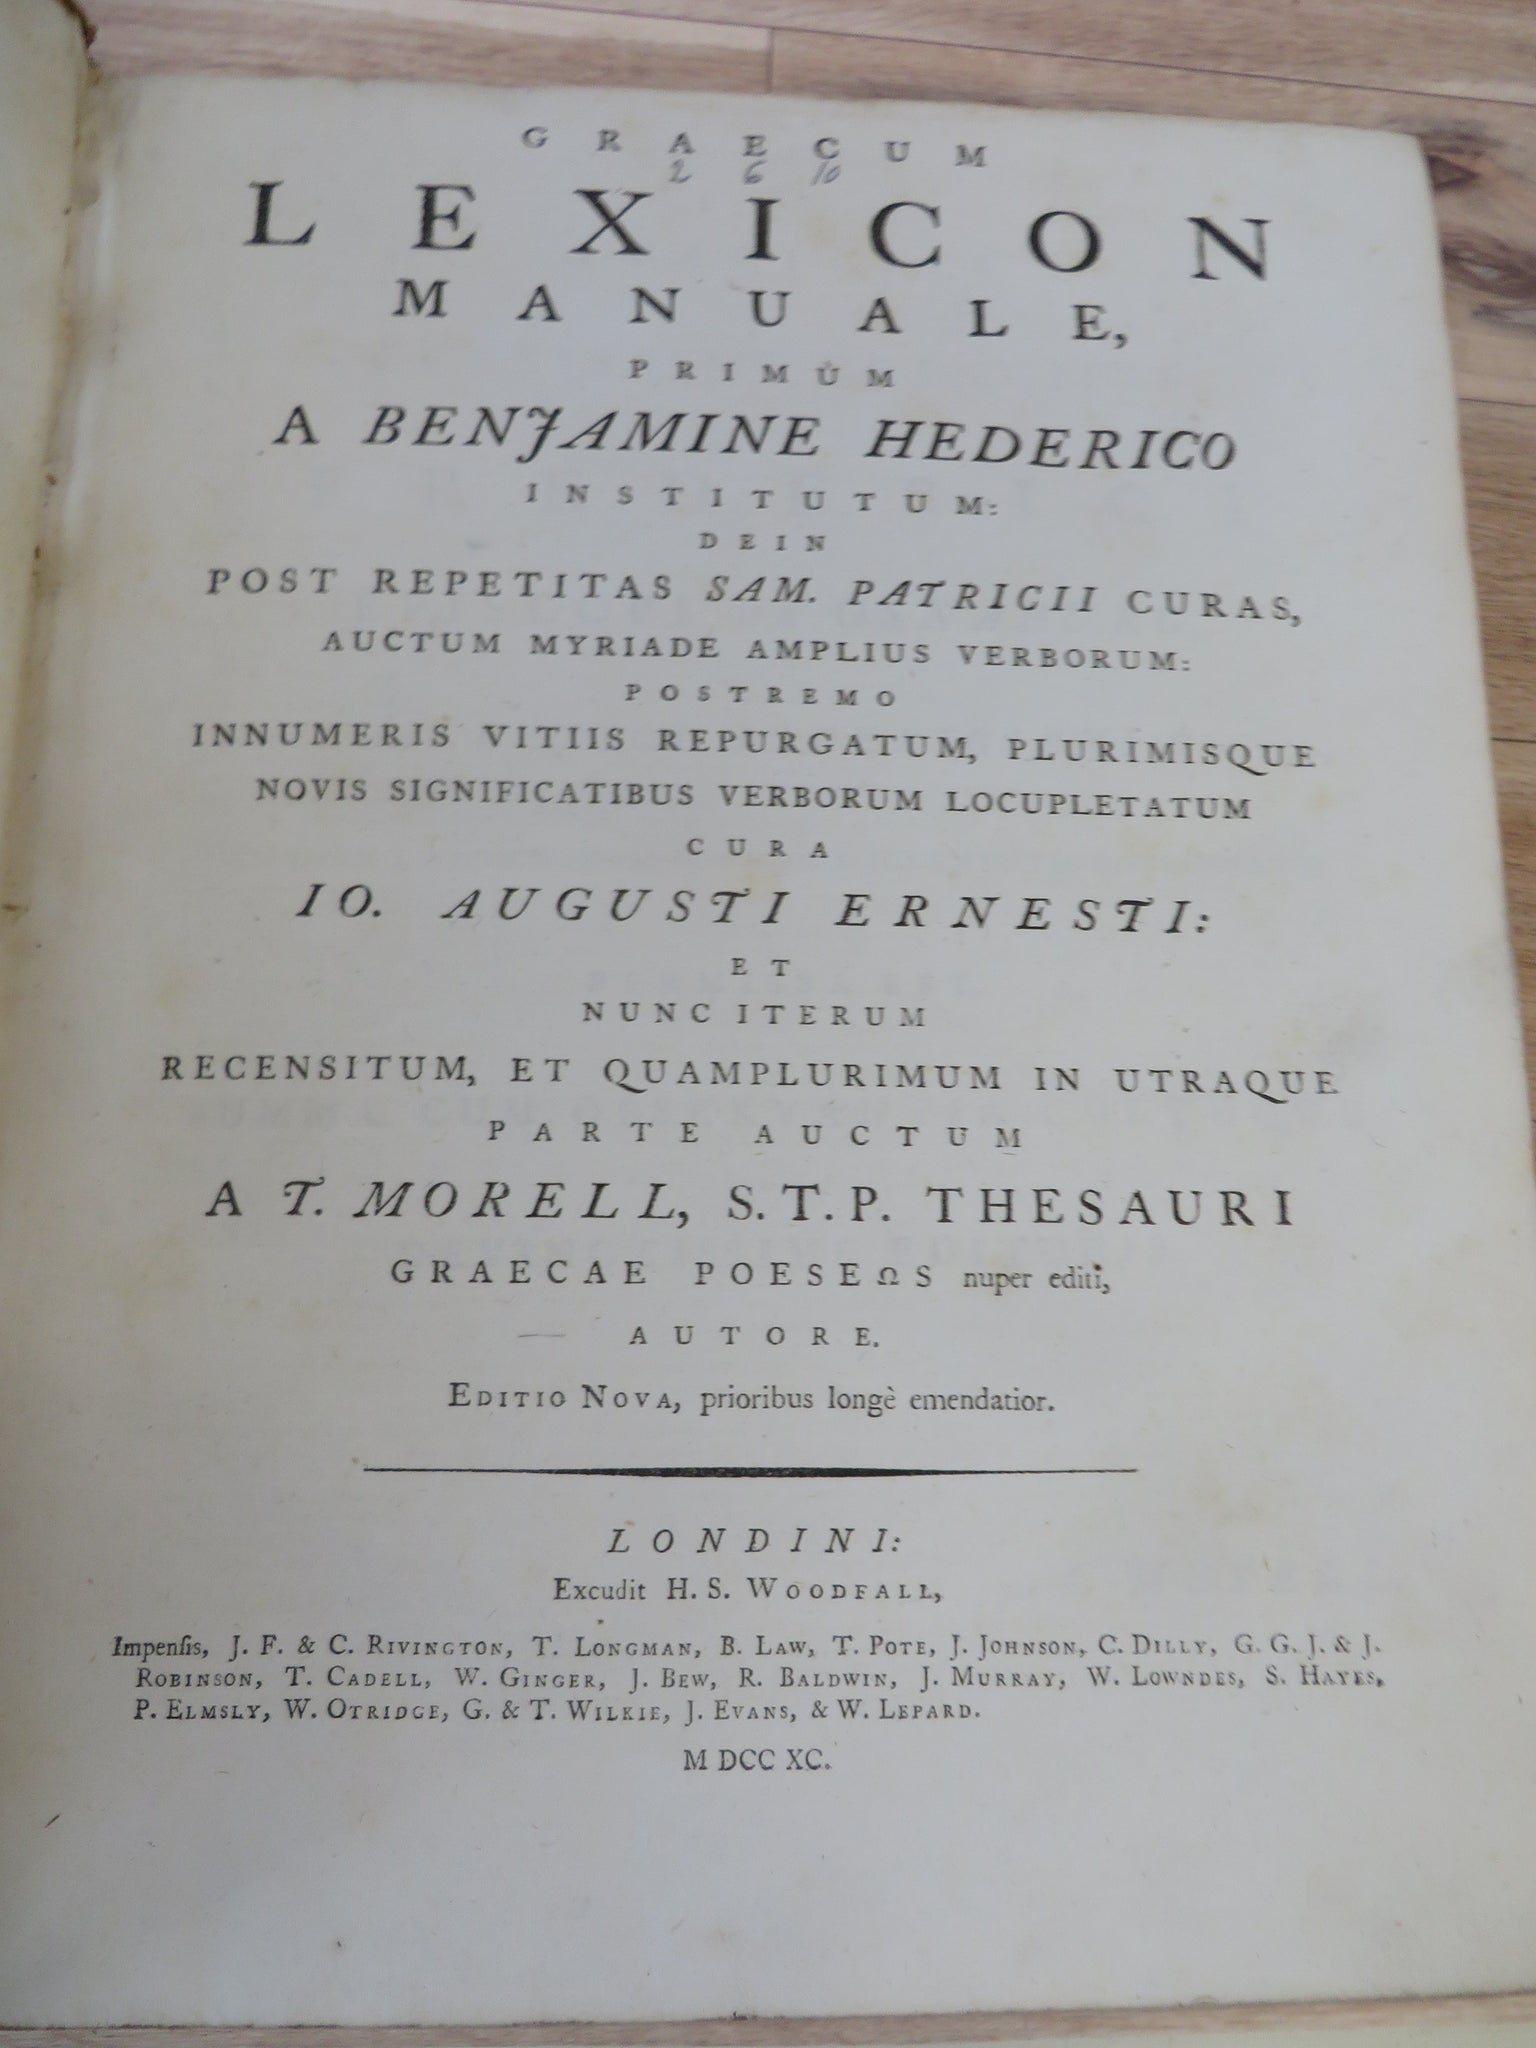 GRAECUM
2 6 10
LEXICON
MANUALE,
PRIMÙM
A BENJAMINE HEDERICO
INSTITUTUM:
DEIN
POST REPETITAS SAM. PATRICII CURAS,
AUCTUM MYRIADE AMPLIUS VERBORUM:
POSTREMO
INNUMERIS VITIIS REPURGATUM, PLURIMISQUE
NOVIS SIGNIFICATIBUS VERBORUM LOCUPLETATUM
CURA
IO. AUGUSTI ERNESTI:
ET
NUNC ITERUM
RECENSITUM, ET QUAMPLURIMUM IN UTRAQUE
PARTE AUCTUM
A T. MORELL, S.T.P. THESAURI
GRAECAE POESEΩS nuper editi,
AUTORE.
EDITIO NOVA, prioribus longè emendatior.
LONDINI:
Excudit H. S. WOODFALL,
Impenſis, J. F. & C. RIVINGTON, T. LONGMAN, B. LAW, T. POTE, J. JOHNSON, C. DILLY, G. G. J. & J.
ROBINSON, T. CADELL, W. GINGER, J. BEW, R. BALDWIN, J. MURRAY, W. LOWNDES, S. HAYES,
P. ELMSLY, W. OTRIDGE, G. & T. WILKIE, J. EVANS, & W. LEPARD.
M DCC XC.